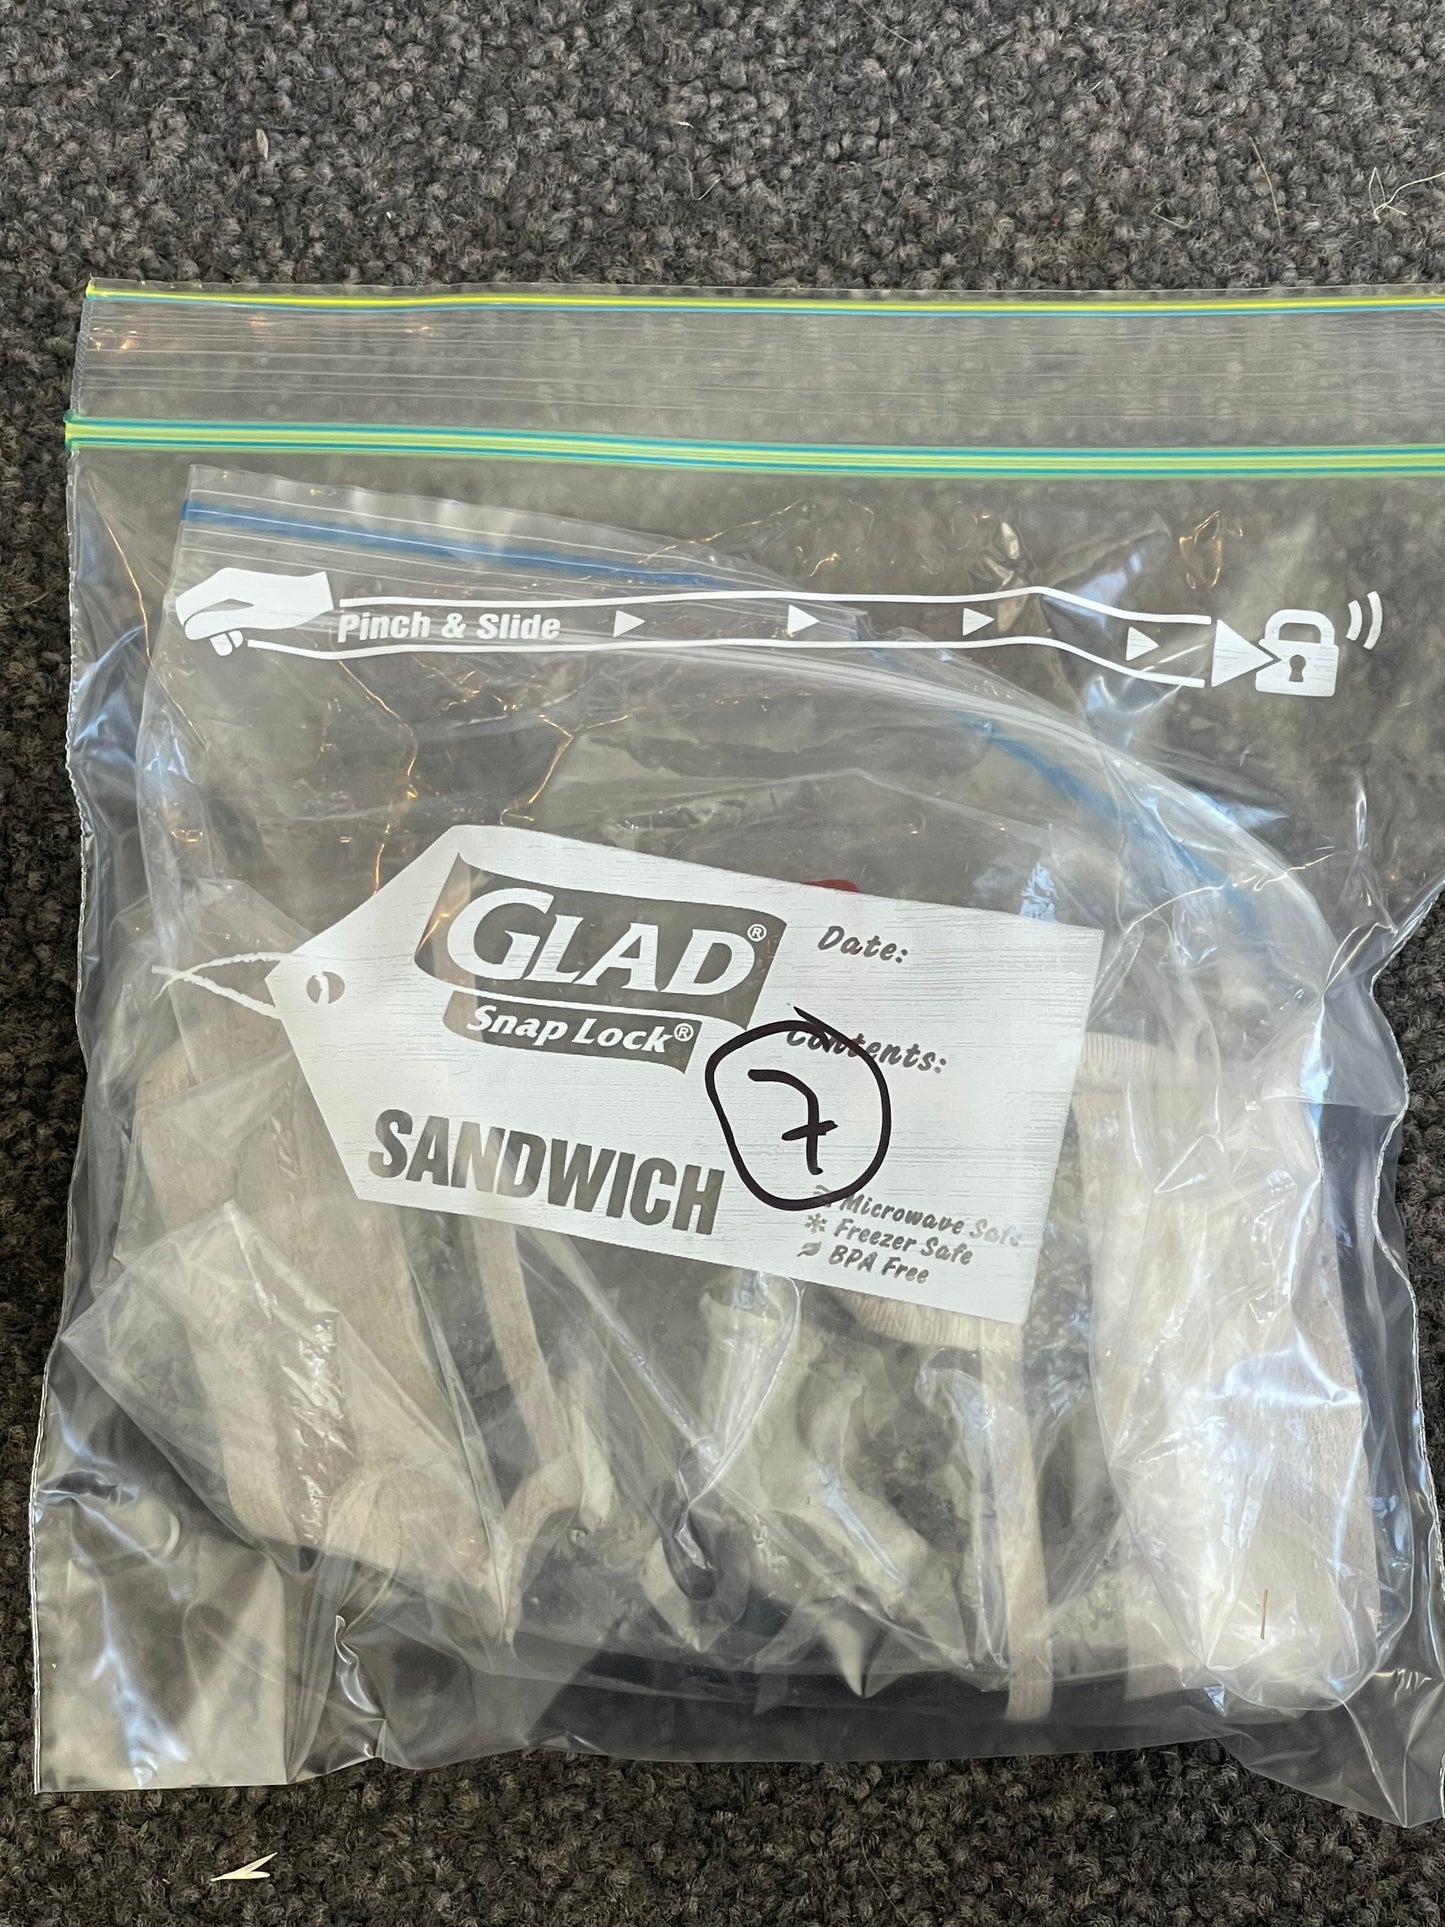 Pinch & Slide
GLAD®
Snap Lock®
SANDWICH
Date:
Contents:
7
Microwave Safe
Freezer Safe
BPA Free